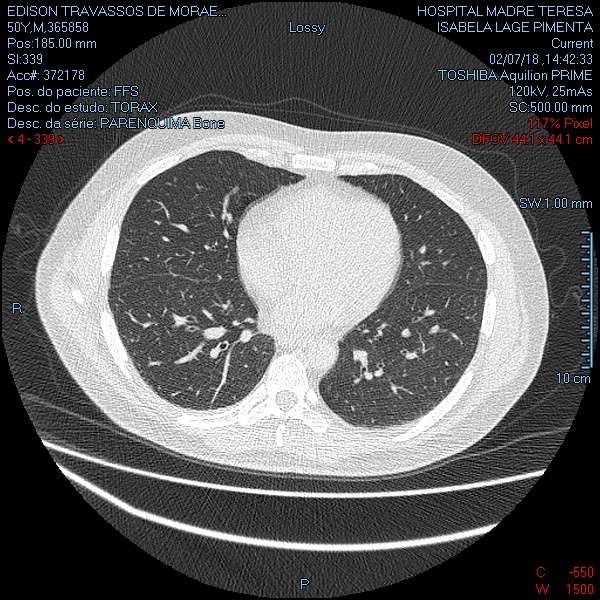 EDISON TRAVASSOS DE MORAE...
50Y,M,365858
Pos:185.00 mm
SI:339
Acc#: 372178
Pos. do paciente: FFS
Desc. do estudo: TORAX
Desc. da série: PARENQUIMA Bone
< 4 - 339 >
Lossy
HOSPITAL MADRE TERESA
ISABELA LAGE PIMENTA
Current
02/07/18 ,14:42:33
TOSHIBA Aquilion PRIME
120kV, 25mAs
SC:500.00 mm
117% Pixel
DFOV 44.1 x 44.1 cm
SW:1.00 mm
R
10 cm
P
C -550
W 1500